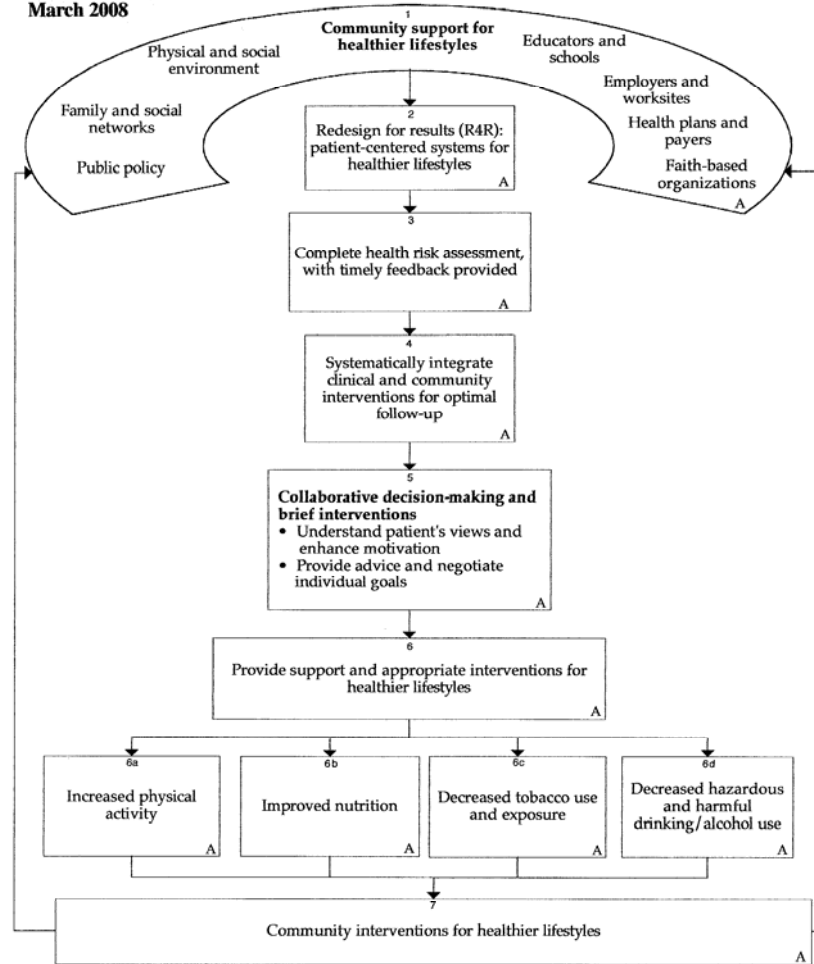 March 2008
1
Community support for
healthier lifestyles
Physical and social
environment
Educators and
schools
Family and social
networks
Employers and
worksites
Public policy
Health plans and
payers
Faith-based
organizations
A
2
Redesign for results (R4R):
patient-centered systems for
healthier lifestyles
A
3
Complete health risk assessment,
with timely feedback provided
A
4
Systematically integrate
clinical and community
interventions for optimal
follow-up
A
5
Collaborative decision-making and
brief interventions
• Understand patient's views and
enhance motivation
• Provide advice and negotiate
individual goals
A
6
Provide support and appropriate interventions for
healthier lifestyles
A
6a
Increased physical
activity
A
6b
Improved nutrition
A
6c
Decreased tobacco use
and exposure
A
6d
Decreased hazardous
and harmful
drinking/alcohol use
A
7
Community interventions for healthier lifestyles
A